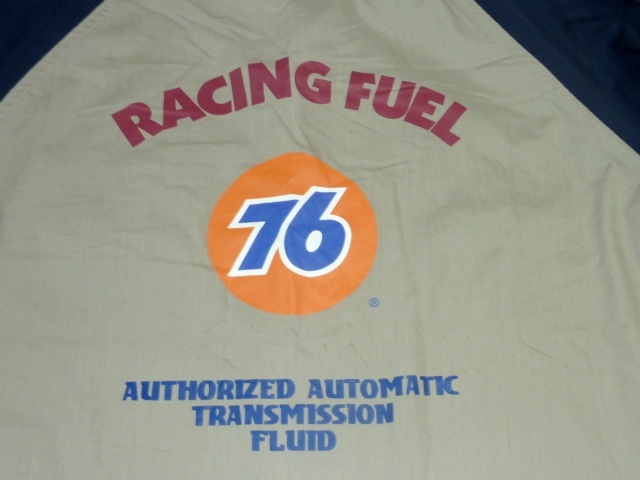 RACING FUEL
76
®
AUTHORIZED AUTOMATIC
TRANSMISSION
FLUID